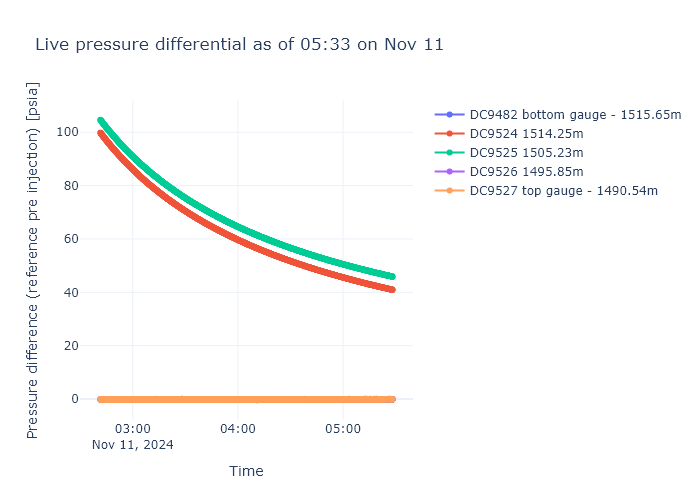 Live pressure differential as of 05:33 on Nov 11
Pressure difference (reference pre injection) [psia]
100
80
60
40
20
0
03:00
Nov 11, 2024
04:00
05:00
Time
DC9482 bottom gauge - 1515.65m
DC9524 1514.25m
DC9525 1505.23m
DC9526 1495.85m
DC9527 top gauge - 1490.54m